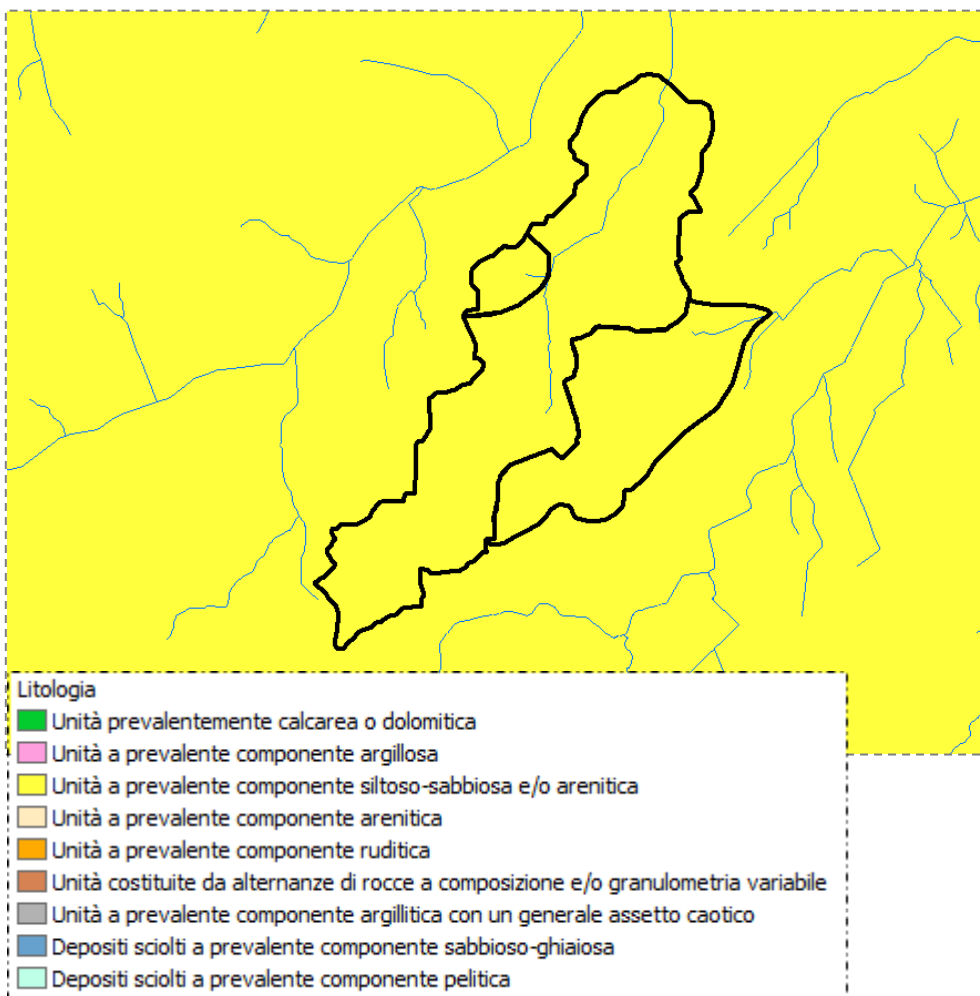 Litologia
Unità prevalentemente calcarea o dolomitica
Unità a prevalente componente argillosa
Unità a prevalente componente siltoso-sabbiosa e/o arenitica
Unità a prevalente componente arenitica
Unità a prevalente componente ruditica
Unità costituite da alternanze di rocce a composizione e/o granulometria variabile
Unità a prevalente componente argillitica con un generale assetto caotico
Depositi sciolti a prevalente componente sabbioso-ghiaiosa
Depositi sciolti a prevalente componente pelitica